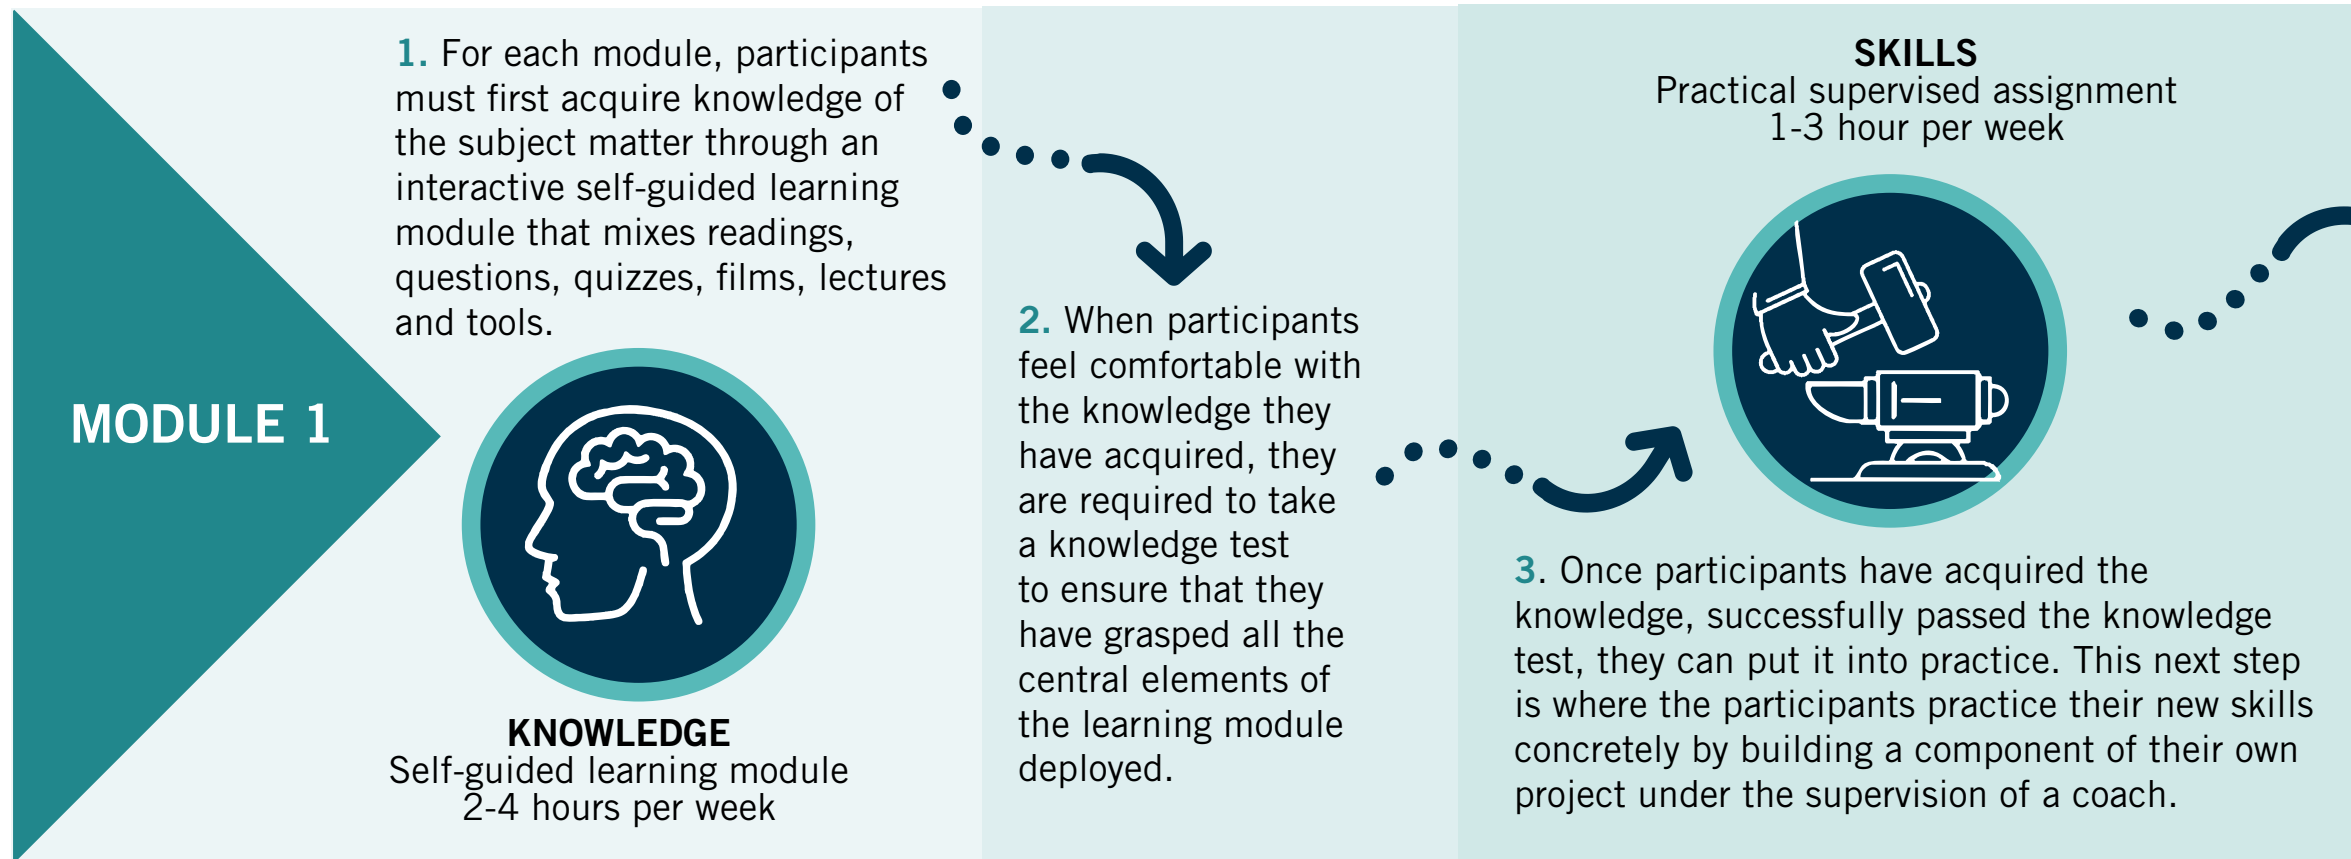 MODULE 1
1. For each module, participants
must first acquire knowledge of
the subject matter through an
interactive self-guided learning
module that mixes readings,
questions, quizzes, films, lectures
and tools.
KNOWLEDGE
Self-guided learning module
2-4 hours per week
2. When participants
feel comfortable with
the knowledge they
have acquired, they
are required to take
a knowledge test
to ensure that they
have grasped all the
central elements of
the learning module
deployed.
SKILLS
Practical supervised assignment
1-3 hour per week
3. Once participants have acquired the
knowledge, successfully passed the knowledge
test, they can put it into practice. This next step
is where the participants practice their new skills
concretely by building a component of their own
project under the supervision of a coach.